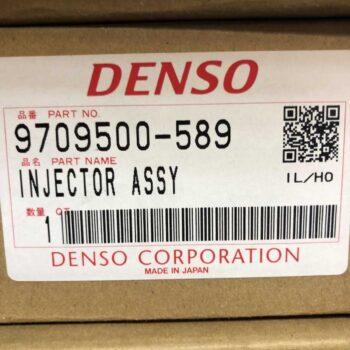 DENSO
品番 PART NO.
9709500-589
品名 PART NAME
INJECTOR ASSY
IL/HO
数量 QT
1
DENSO CORPORATION
MADE IN JAPAN